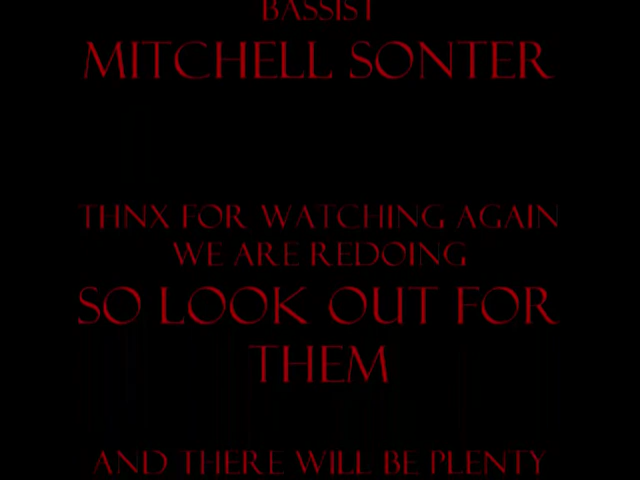 BASSIST
MITCHELL SONTER
THNX FOR WATCHING AGAIN
WE ARE REDOING
SO LOOK OUT FOR
THEM
AND THERE WILL BE PLENTY